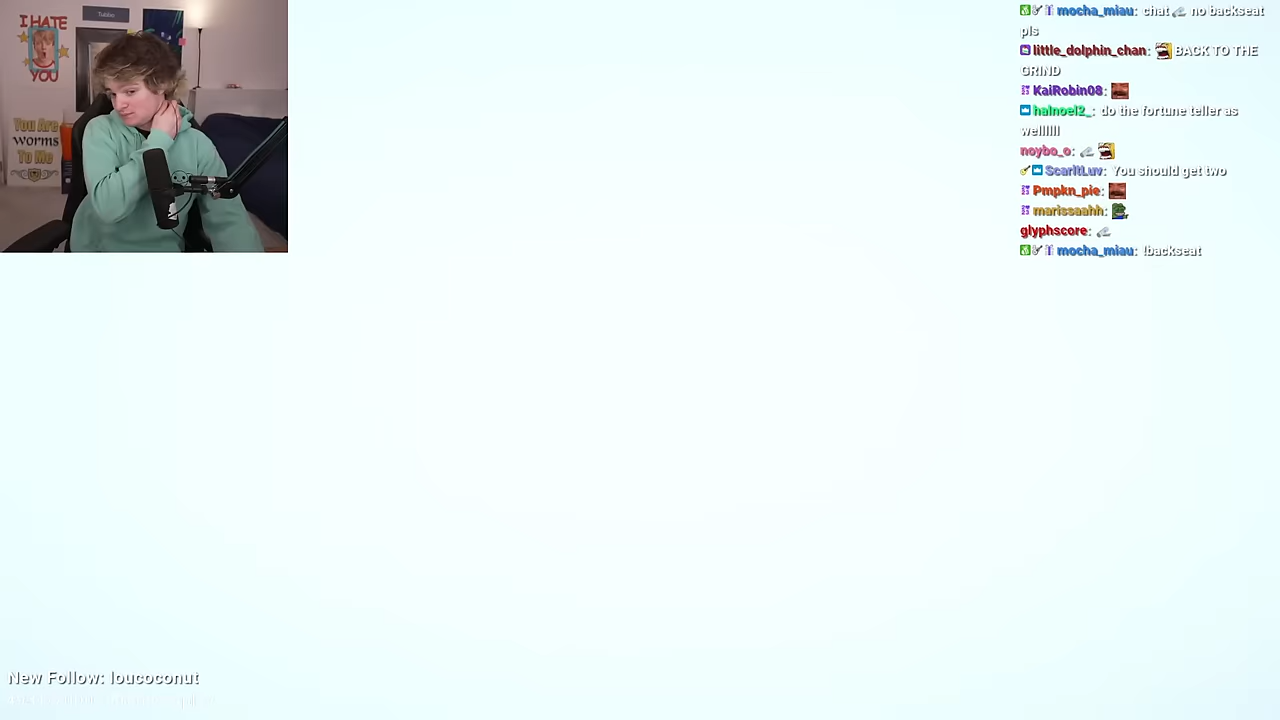 I HATE
YOU
Tubbo
You Are
worms
To Me
mocha_miau: chat no backseat
pls
little_dolphin_chan: BACK TO THE
GRIND
KaiRobin08:
halnoel2_: do the fortune teller as
wellllll
noybo_o:
ScarltLuv: You should get two
Pmpkn_pie:
marissaahh:
glyphscore:
mocha_miau: !backseat
New Follow: loucoconut